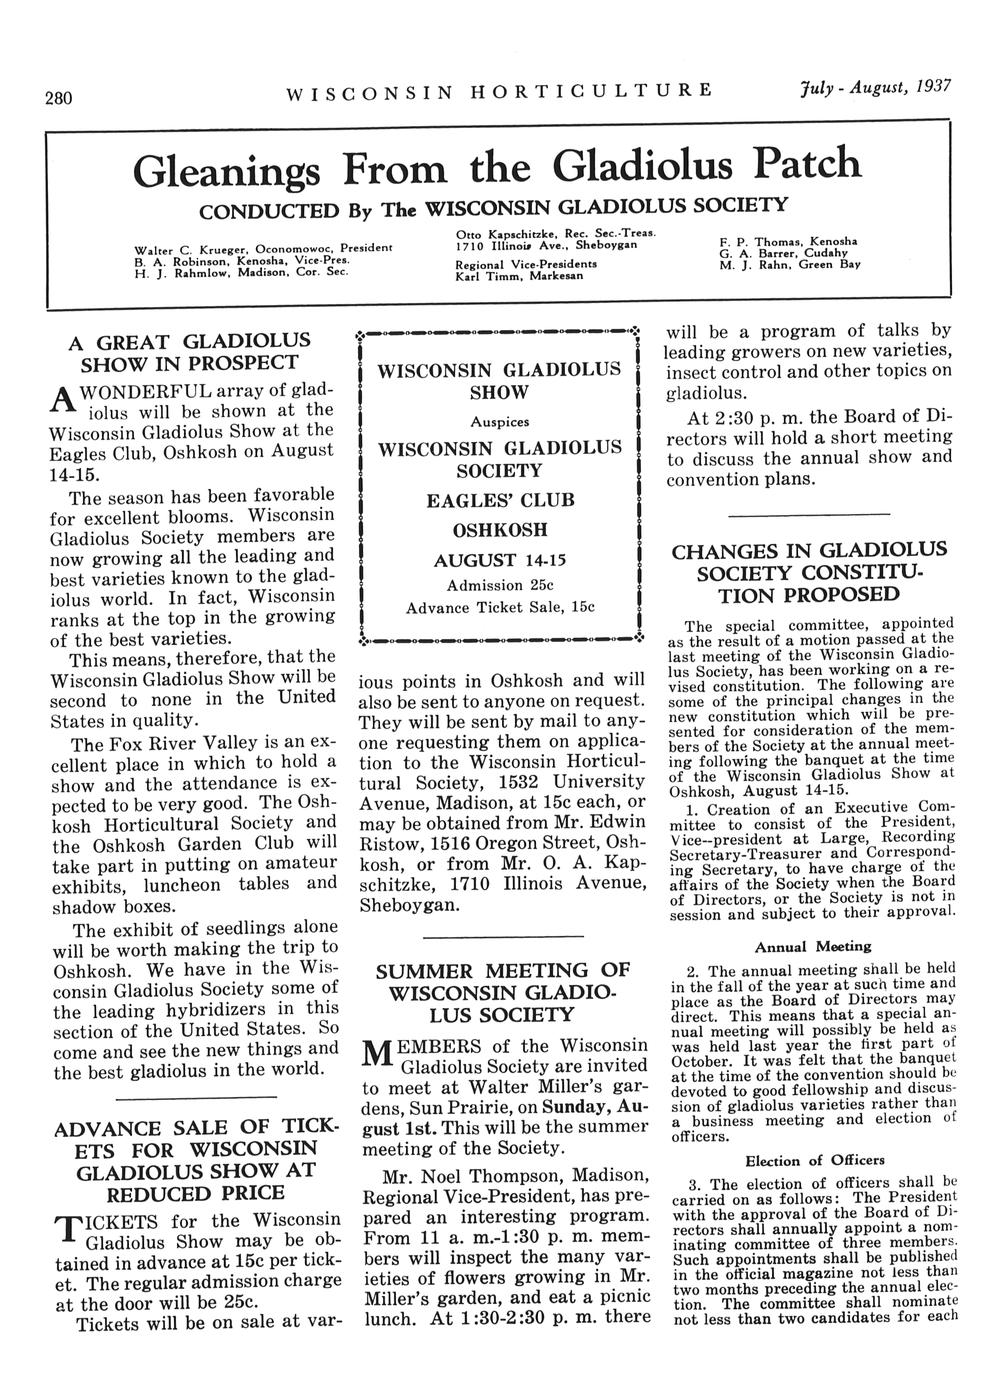 280
WISCONSIN HORTICULTURE
July - August, 1937
Gleanings From the Gladiolus Patch
CONDUCTED By The WISCONSIN GLADIOLUS SOCIETY
Walter C. Krueger, Oconomowoc, President
B. A. Robinson, Kenosha, Vice-Pres.
H. J. Rahmlow, Madison, Cor. Sec.
Otto Kapschitzke, Rec. Sec.-Treas.
1710 Illinois Ave., Sheboygan
Regional Vice-Presidents
Karl Timm, Markesan
F. P. Thomas, Kenosha
G. A. Barrer, Cudahy
M. J. Rahn, Green Bay
A GREAT GLADIOLUS
SHOW IN PROSPECT
A WONDERFUL array of glad-
iolus will be shown at the
Wisconsin Gladiolus Show at the
Eagles Club, Oshkosh on August
14-15.
The season has been favorable
for excellent blooms. Wisconsin
Gladiolus Society members are
now growing all the leading and
best varieties known to the glad-
iolus world. In fact, Wisconsin
ranks at the top in the growing
of the best varieties.
This means, therefore, that the
Wisconsin Gladiolus Show will be
second to none in the United
States in quality.
The Fox River Valley is an ex-
cellent place in which to hold a
show and the attendance is ex-
pected to be very good. The Osh-
kosh Horticultural Society and
the Oshkosh Garden Club will
take part in putting on amateur
exhibits, luncheon tables and
shadow boxes.
The exhibit of seedlings alone
will be worth making the trip to
Oshkosh. We have in the Wis-
consin Gladiolus Society some of
the leading hybridizers in this
section of the United States. So
come and see the new things and
the best gladiolus in the world.
ADVANCE SALE OF TICK-
ETS FOR WISCONSIN
GLADIOLUS SHOW AT
REDUCED PRICE
TICKETS for the Wisconsin
Gladiolus Show may be ob-
tained in advance at 15c per tick-
et. The regular admission charge
at the door will be 25c.
Tickets will be on sale at var-
WISCONSIN GLADIOLUS
SHOW
Auspices
WISCONSIN GLADIOLUS
SOCIETY
EAGLES' CLUB
OSHKOSH
AUGUST 14-15
Admission 25c
Advance Ticket Sale, 15c
ious points in Oshkosh and will
also be sent to anyone on request.
They will be sent by mail to any-
one requesting them on applica-
tion to the Wisconsin Horticul-
tural Society, 1532 University
Avenue, Madison, at 15c each, or
may be obtained from Mr. Edwin
Ristow, 1516 Oregon Street, Osh-
kosh, or from Mr. O. A. Kap-
schitzke, 1710 Illinois Avenue,
Sheboygan.
SUMMER MEETING OF
WISCONSIN GLADIO-
LUS SOCIETY
MEMBERS of the Wisconsin
Gladiolus Society are invited
to meet at Walter Miller's gar-
dens, Sun Prairie, on Sunday, Au-
gust 1st. This will be the summer
meeting of the Society.
Mr. Noel Thompson, Madison,
Regional Vice-President, has pre-
pared an interesting program.
From 11 a. m.-1:30 p. m. mem-
bers will inspect the many var-
ieties of flowers growing in Mr.
Miller's garden, and eat a picnic
lunch. At 1:30-2:30 p. m. there
will be a program of talks by
leading growers on new varieties,
insect control and other topics on
gladiolus.
At 2:30 p. m. the Board of Di-
rectors will hold a short meeting
to discuss the annual show and
convention plans.
CHANGES IN GLADIOLUS
SOCIETY CONSTITU-
TION PROPOSED
The special committee, appointed
as the result of a motion passed at the
last meeting of the Wisconsin Gladio-
lus Society, has been working on a re-
vised constitution. The following are
some of the principal changes in the
new constitution which will be pre-
sented for consideration of the mem-
bers of the Society at the annual meet-
ing following the banquet at the time
of the Wisconsin Gladiolus Show at
Oshkosh, August 14-15.
1. Creation of an Executive Com-
mittee to consist of the President,
Vice--president at Large, Recording
Secretary-Treasurer and Correspond-
ing Secretary, to have charge of the
affairs of the Society when the Board
of Directors, or the Society is not in
session and subject to their approval.
Annual Meeting
2. The annual meeting shall be held
in the fall of the year at such time and
place as the Board of Directors may
direct. This means that a special an-
nual meeting will possibly be held as
was held last year the first part of
October. It was felt that the banquet
at the time of the convention should be
devoted to good fellowship and discus-
sion of gladiolus varieties rather than
a business meeting and election of
officers.
Election of Officers
3. The election of officers shall be
carried on as follows: The President
with the approval of the Board of Di-
rectors shall annually appoint a nom-
inating committee of three members.
Such appointments shall be published
in the official magazine not less than
two months preceding the annual elec-
tion. The committee shall nominate
not less than two candidates for each